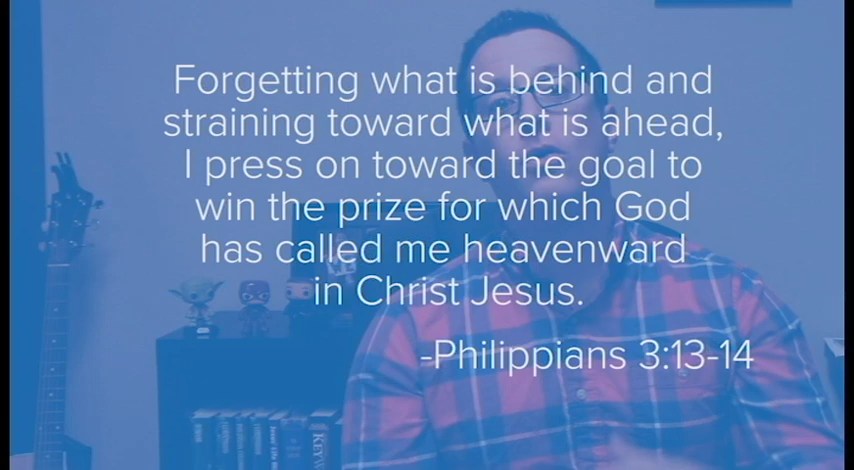 Forgetting what is behind and
straining toward what is ahead,
I press on toward the goal to
win the prize for which God
has called me heavenward
in Christ Jesus.
-Philippians 3:13-14